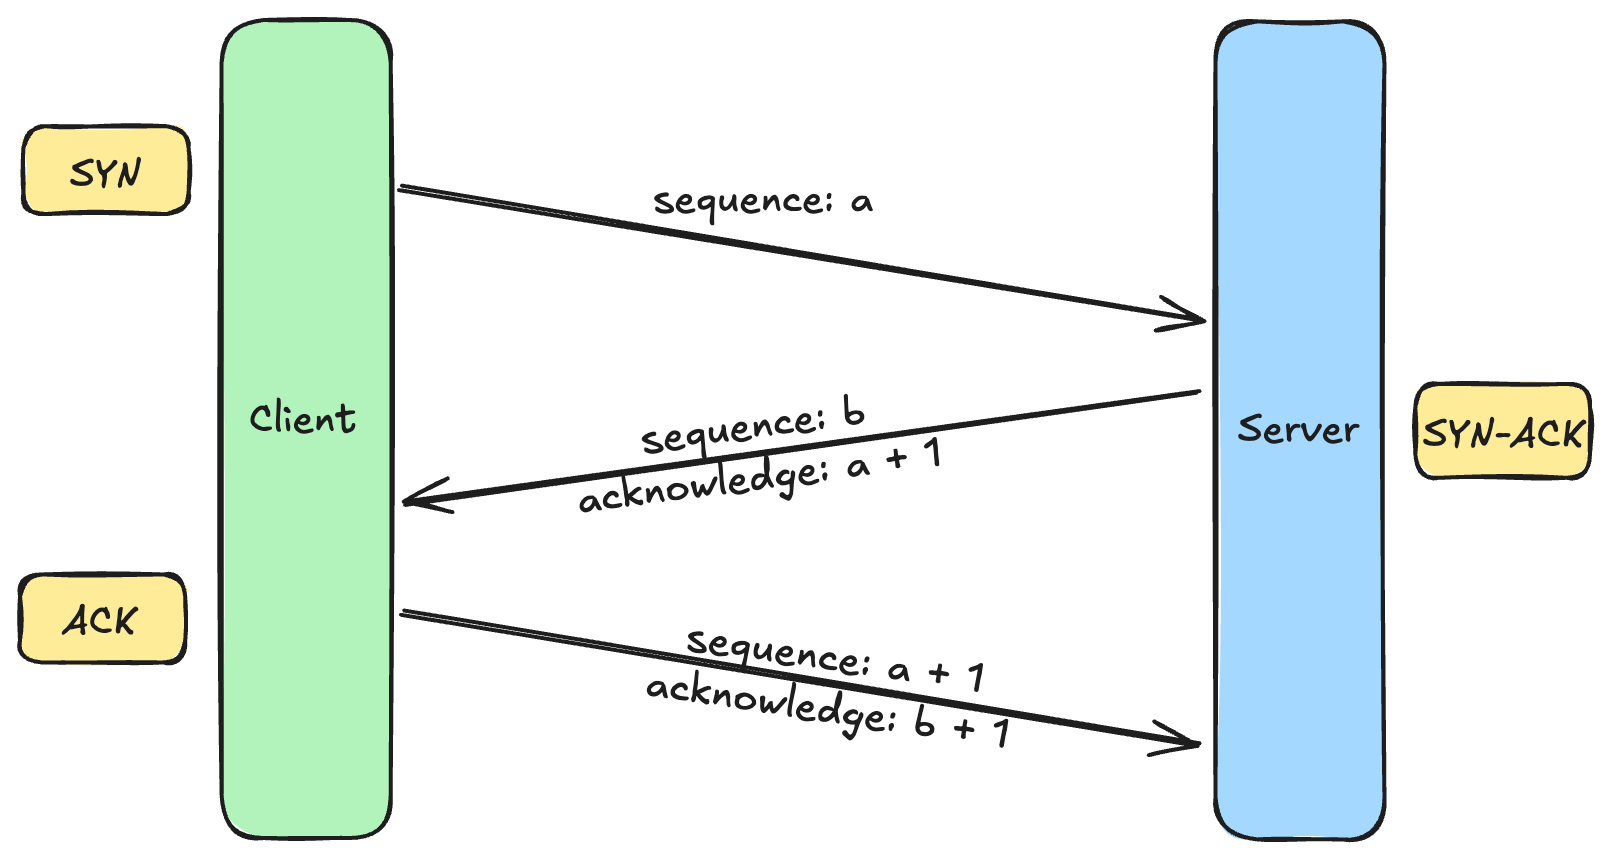 SYN
sequence: a
Client
sequence: b
acknowledge: a + 1
Server
SYN-ACK
ACK
sequence: a + 1
acknowledge: b + 1